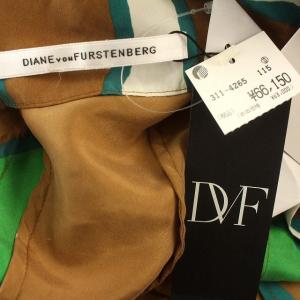 DIANE VON FURSTENBERG
115
311-4265
¥66,150
DVF